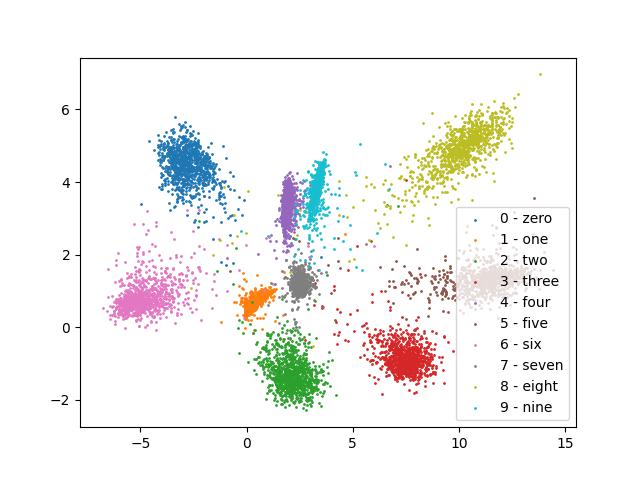 6
4
2
0
−2
−5
0
5
10
15
0 - zero
1 - one
2 - two
3 - three
4 - four
5 - five
6 - six
7 - seven
8 - eight
9 - nine